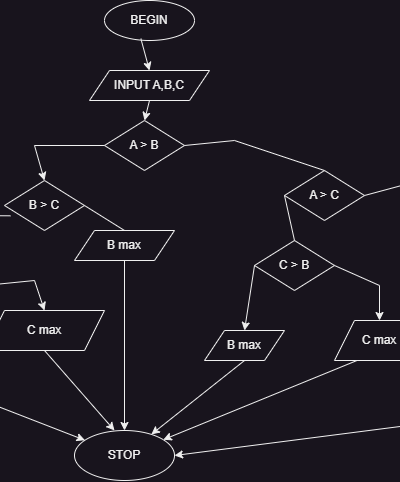 BEGIN
INPUT A,B,C
A > B
B > C
A > C
B max
C > B
C max
B max
C max
STOP